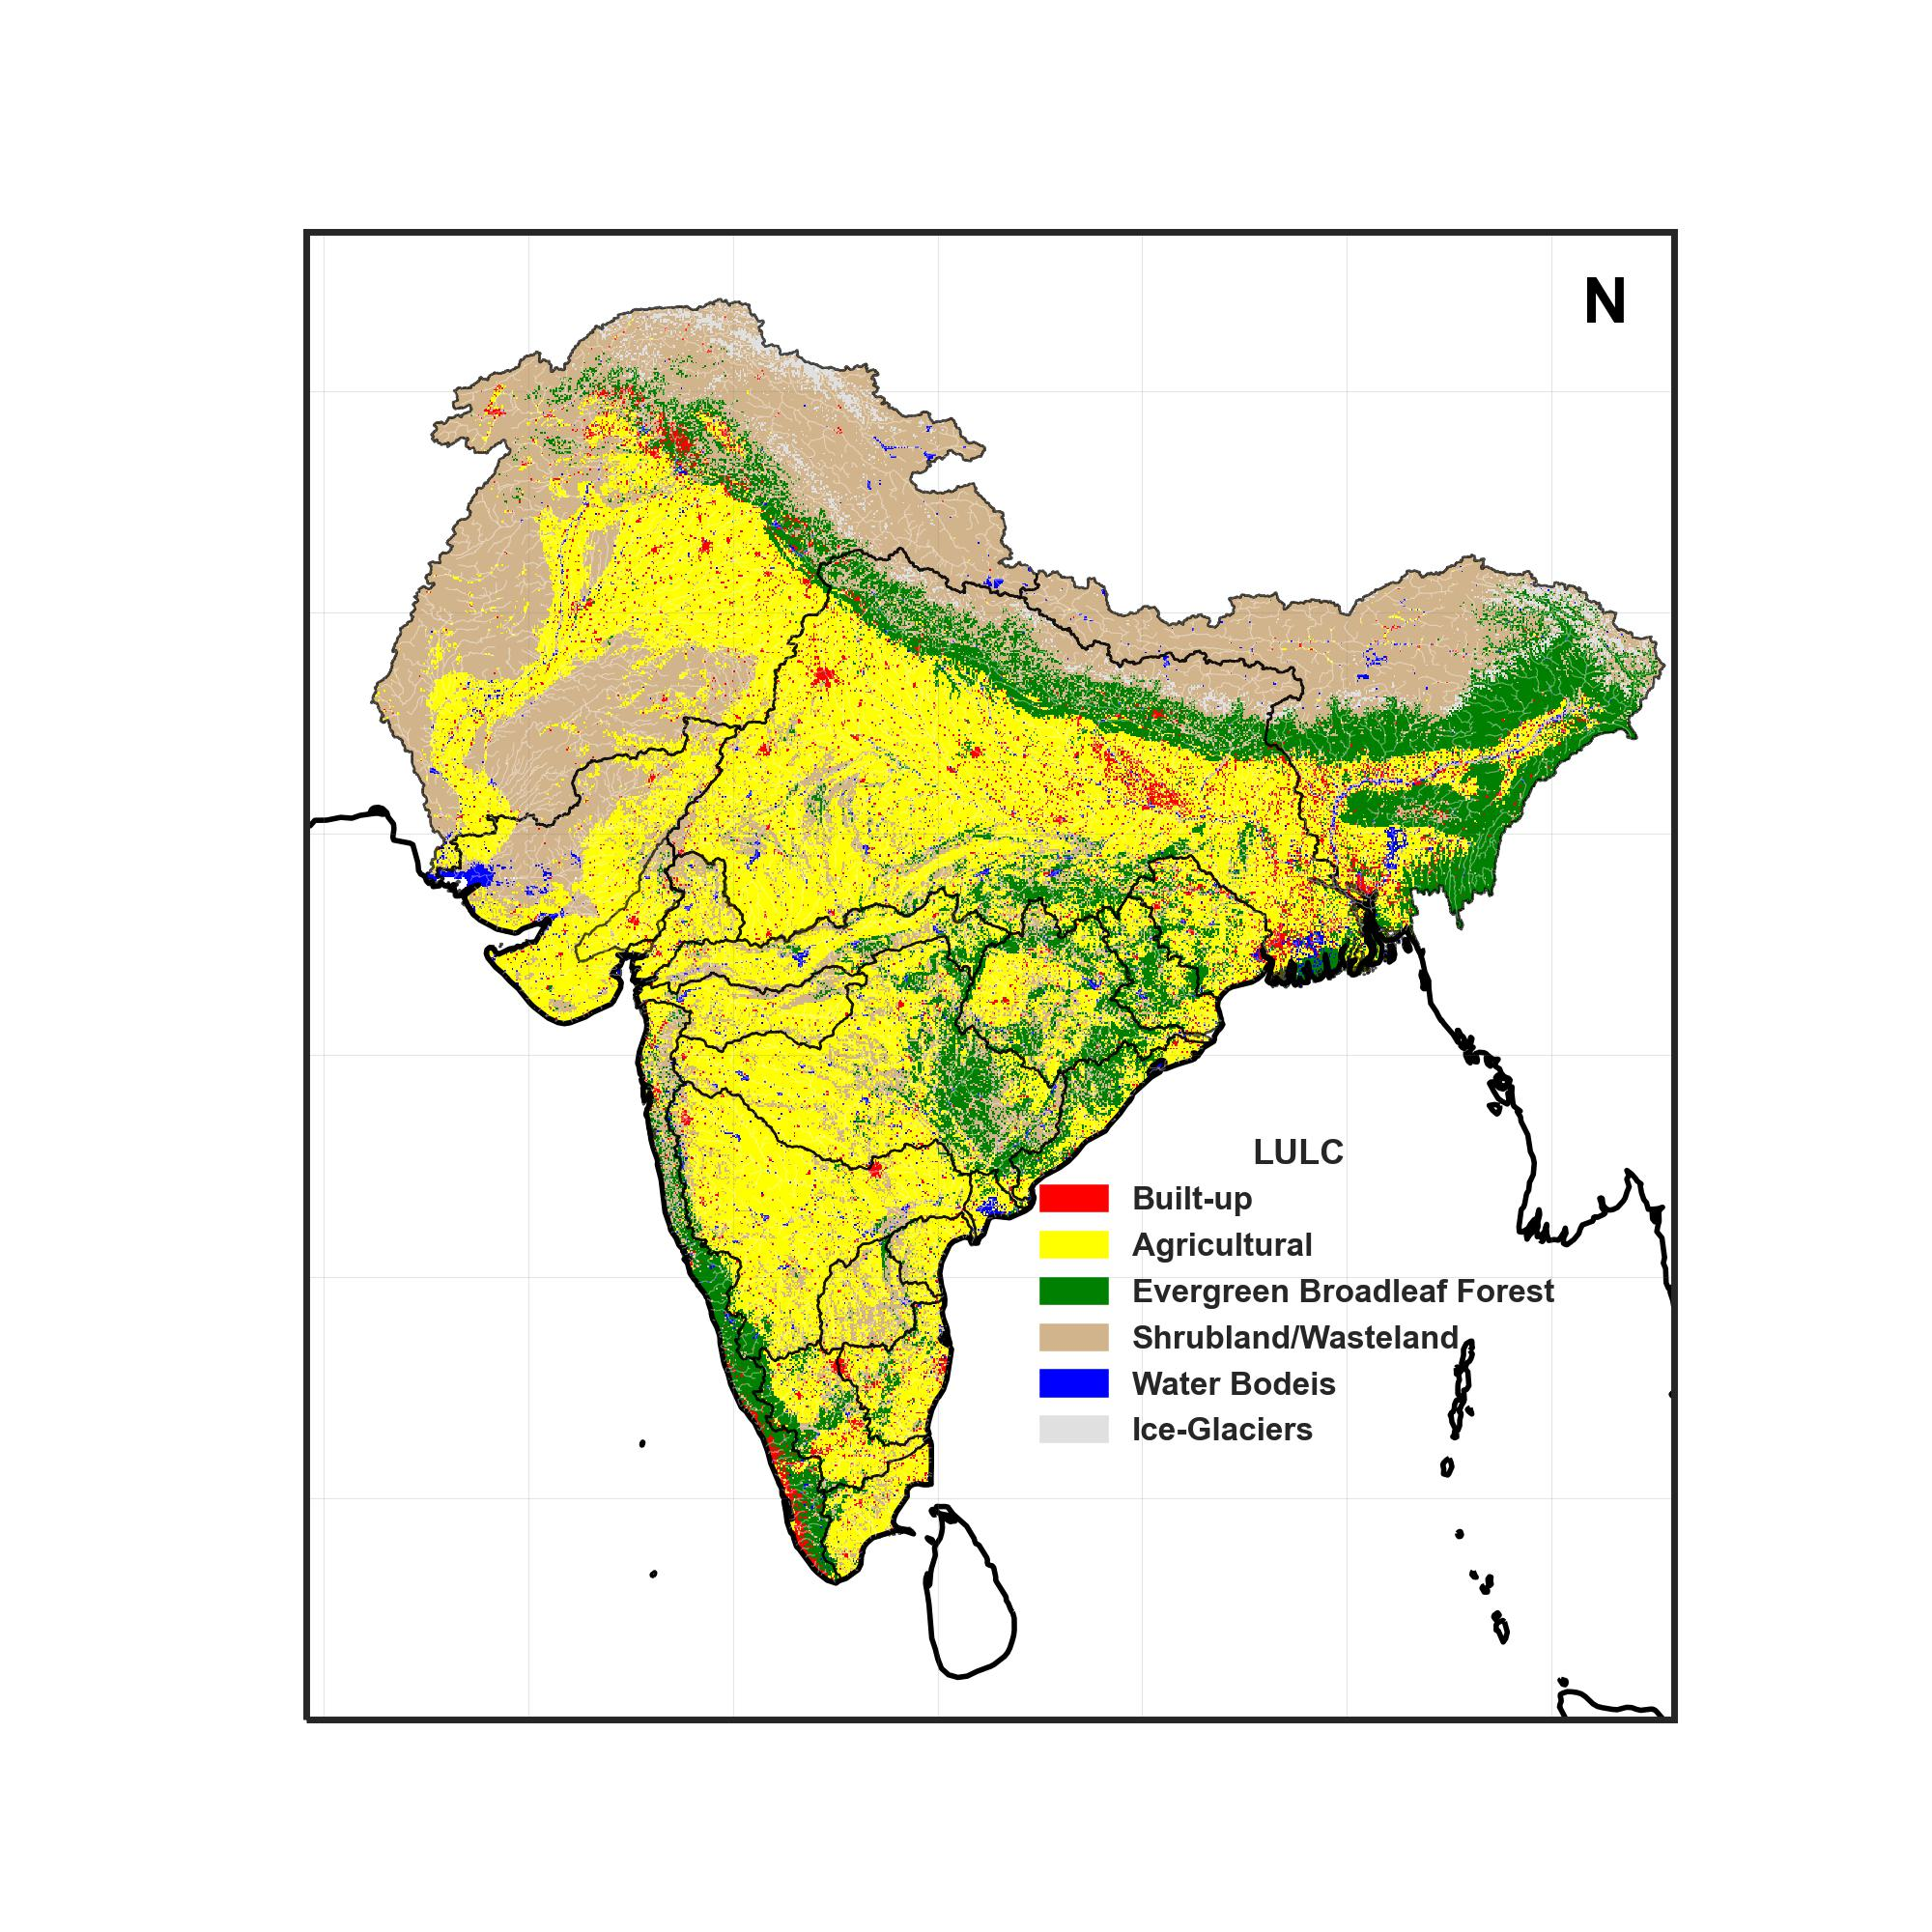 N
LULC
Built-up
Agricultural
Evergreen Broadleaf Forest
Shrubland/Wasteland
Water Bodeis
Ice-Glaciers